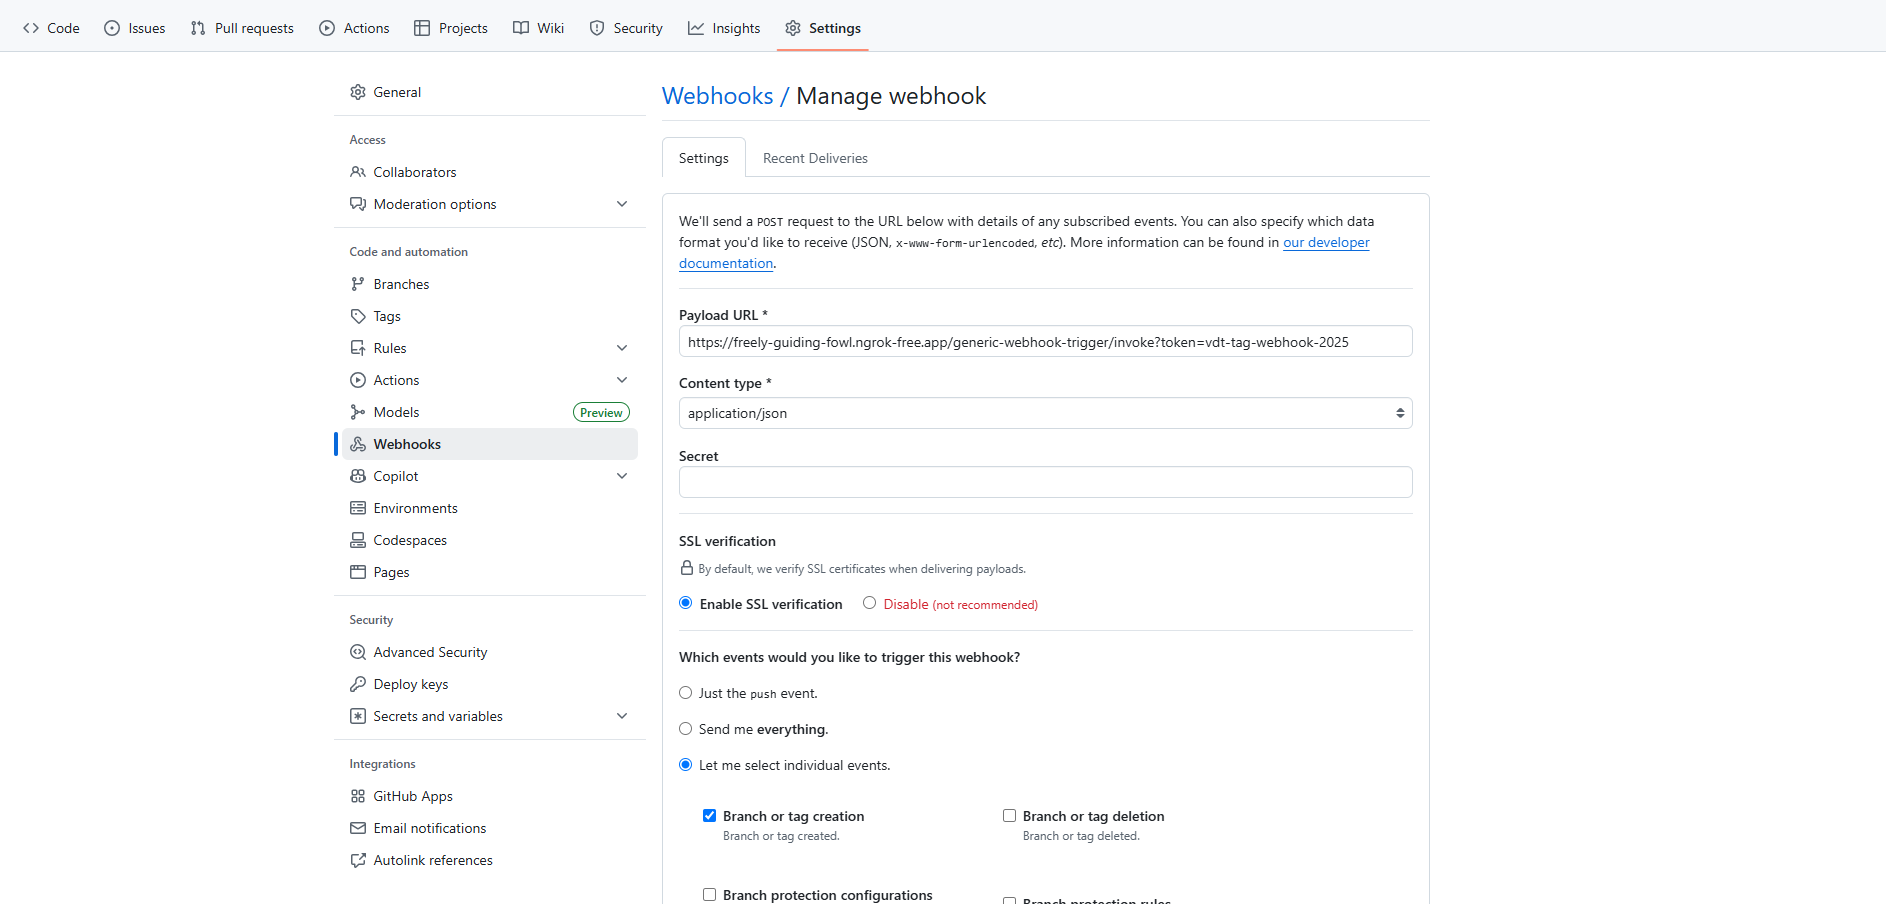 Code Issues Pull requests Actions Projects Wiki Security Insights Settings
General
Access
Collaborators
Moderation options
Code and automation
Branches
Tags
Rules
Actions
Models Preview
Webhooks
Copilot
Environments
Codespaces
Pages
Security
Advanced Security
Deploy keys
Secrets and variables
Integrations
GitHub Apps
Email notifications
Autolink references
Webhooks / Manage webhook
Settings Recent Deliveries
We'll send a POST request to the URL below with details of any subscribed events. You can also specify which data
format you'd like to receive (JSON, x-www-form-urlencoded, etc). More information can be found in our developer
documentation.
Payload URL *
https://freely-guiding-fowl.ngrok-free.app/generic-webhook-trigger/invoke?token=vdt-tag-webhook-2025
Content type *
application/json
Secret
SSL verification
By default, we verify SSL certificates when delivering payloads.
Enable SSL verification Disable (not recommended)
Which events would you like to trigger this webhook?
Just the push event.
Send me everything.
Let me select individual events.
Branch or tag creation
Branch or tag created.
Branch or tag deletion
Branch or tag deleted.
Branch protection configurations
Branch protection rules